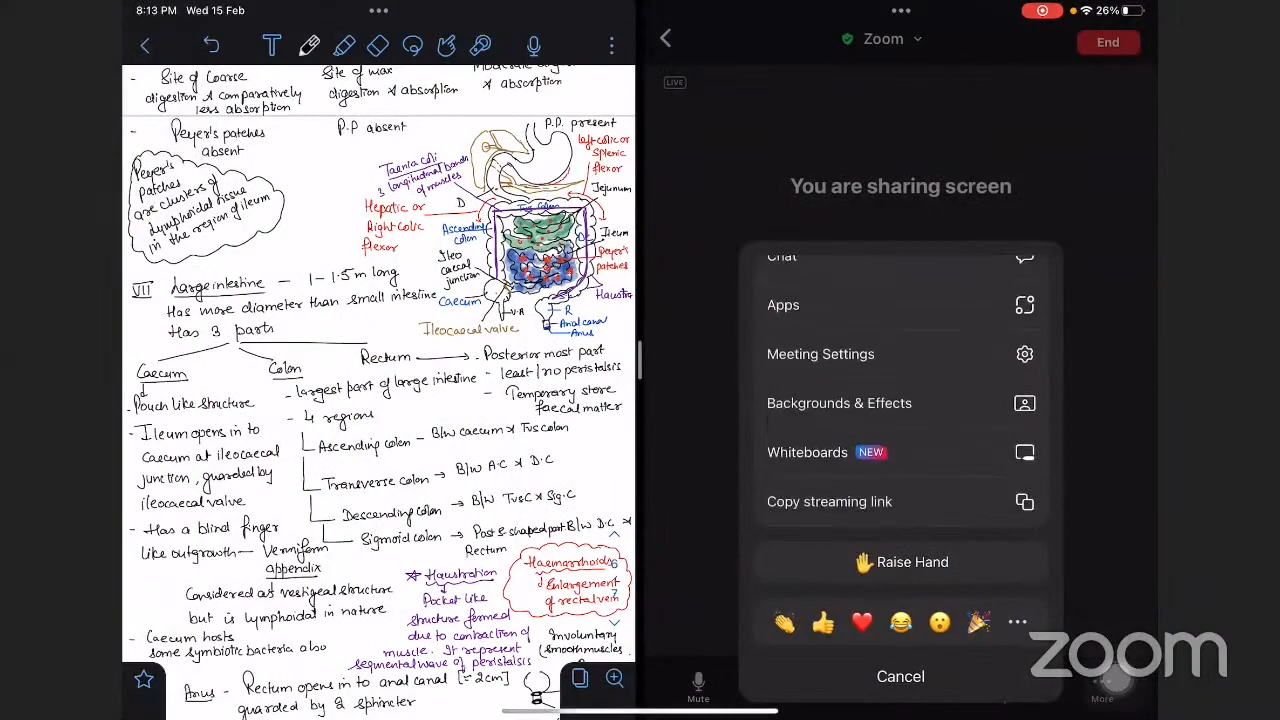 8:13 PM Wed 15 Feb
- Site of Coarse
digestion & comparatively
less absorption
Site of max
digestion & absorption
& absorption
- Peyer's patches
absent
P.P absent
P.P. present
Peyer's
patches
are clusters of
Lymphoidal tissue
in the region of ileum
Taenia coli
3 longitudinal bands
of muscles
Left colic or
Splenic
flexor
Jejunum
D
Hepatic or
Right Colic
flexor
Tvs Colon
Ascending
colon
Ileum
Ileo
caecal
junction
Peyer's
patches
Caecum
Haustra
V.A
R
Anal canal
Anus
Ileocaecal valve
VII Large intestine - 1-1.5m long
Has more diameter than small intestine
Has 3 parts
Caecum
Colon
Rectum
- Posterior most part
- least/no peristalsis
- Temporary store
faecal matter
- Pouch like structure
- Ileum opens in to
Caecum at ileocaecal
junction, guarded by
ileocaecal valve
- Has a blind finger
like outgrowth - Vermiform
appendix
Considered as vestigeal structure
but is lymphoidal in nature
- Caecum hosts
some symbiotic bacteria also
- largest part of large intestine
- 4 regions
Ascending colon - B/w caecum & Tvs colon
Transverse colon → B/w A.C & D.C
Descending colon → B/w Tvs C & Sig.C
Sigmoid colon → Post S shaped part B/w D.C &
Rectum
Haustration
Pocket like
structure formed
due to contraction of
muscle. It represent
segmental wave of peristalsis
Haemorrhoids
Enlargement
of rectal vein
6
7
Involuntary
(smooth muscles
Anus - Rectum opens in to anal canal [= 2cm]
guarded by 2 sphincter
26%
Zoom
End
LIVE
You are sharing screen
Chat
Apps
Meeting Settings
Backgrounds & Effects
Whiteboards NEW
Copy streaming link
Raise Hand
Cancel
Mute
More
zoom